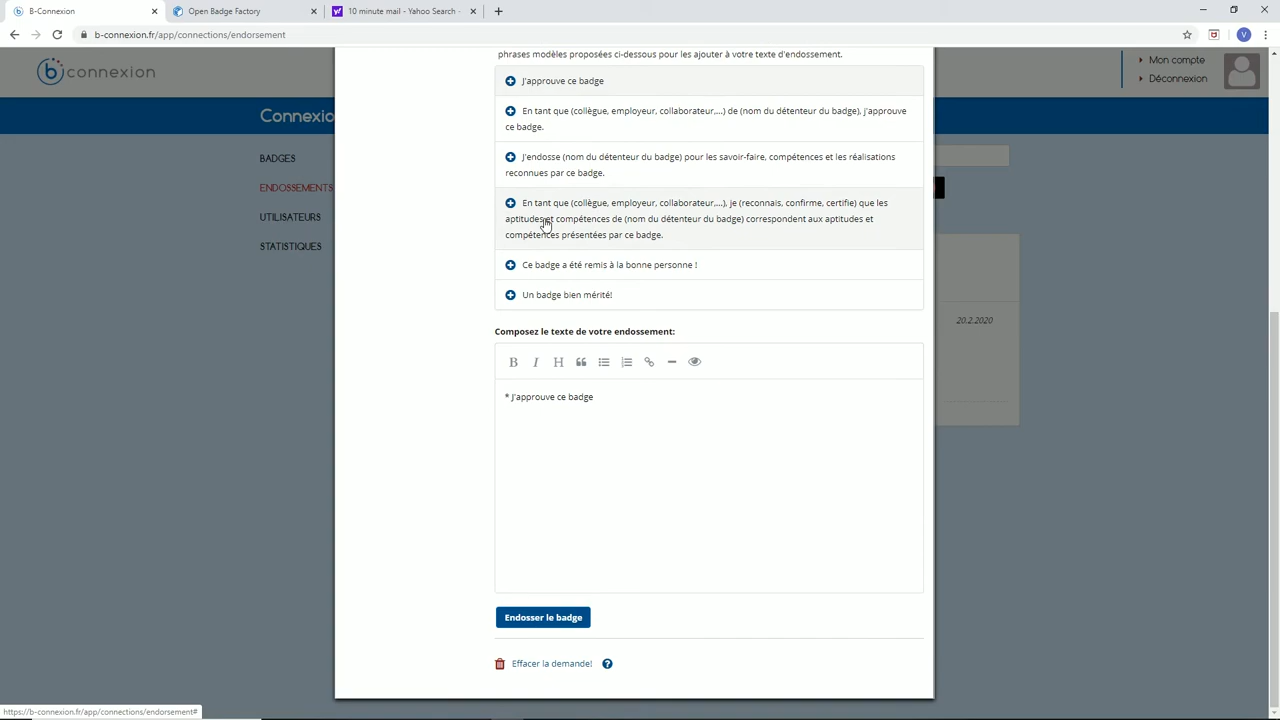 B-Connexion
Open Badge Factory
10 minute mail - Yahoo Search -
b-connexion.fr/app/connections/endorsement
V
b connexion
Mon compte
Déconnexion
Connexio
BADGES
ENDOSSEMENTS
UTILISATEURS
STATISTIQUES
phrases modèles proposées ci-dessous pour les ajouter à votre texte d'endossement.
J'approuve ce badge
En tant que (collègue, employeur, collaborateur,...) de (nom du détenteur du badge), j'approuve
ce badge.
J'endosse (nom du détenteur du badge) pour les savoir-faire, compétences et les réalisations
reconnues par ce badge.
En tant que (collègue, employeur, collaborateur,...), je (reconnais, confirme, certifie) que les
aptitudes et compétences de (nom du détenteur du badge) correspondent aux aptitudes et
compétences présentées par ce badge.
Ce badge a été remis à la bonne personne !
Un badge bien mérité!
20.2.2020
Composez le texte de votre endossement:
B I H
* J'approuve ce badge
Endosser le badge
Effacer la demande! ?
https://b-connexion.fr/app/connections/endorsement#